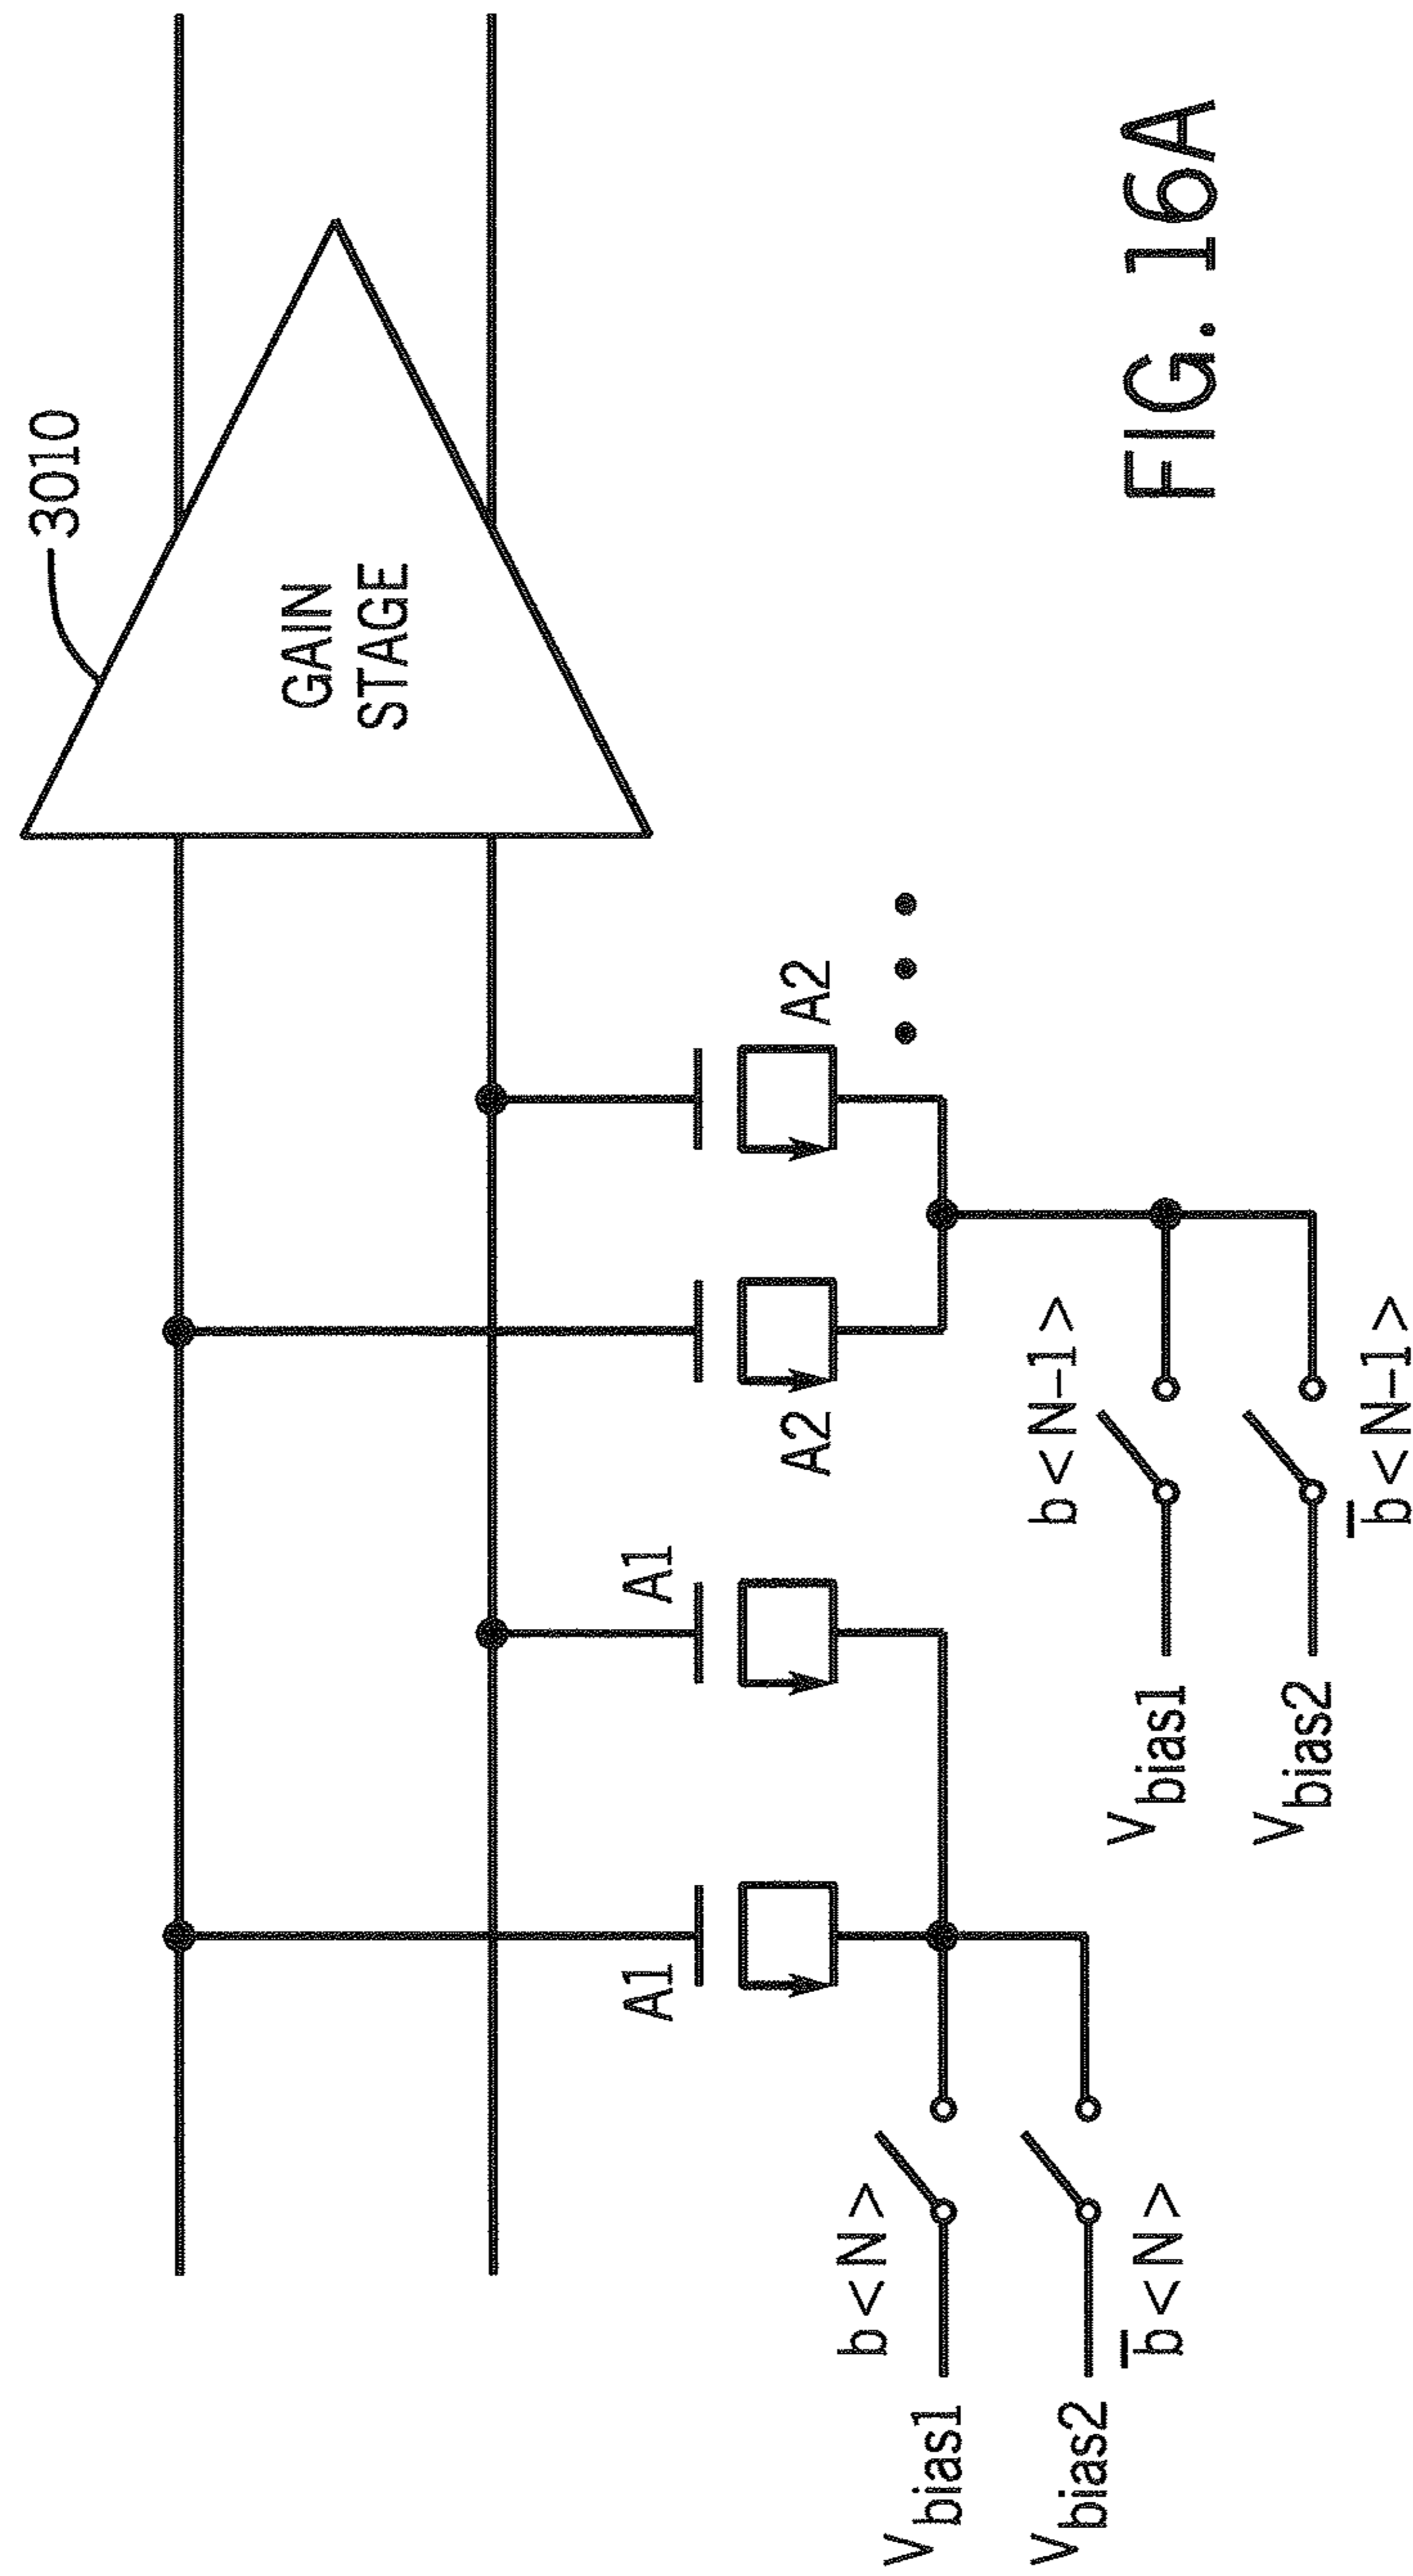 3010
GAIN
STAGE
A1
A1
A2
A2
b<N>
Vbias1
Vbias2
b̅<N>
b<N–1>
Vbias1
Vbias2
b̅<N–1>
FIG. 16A